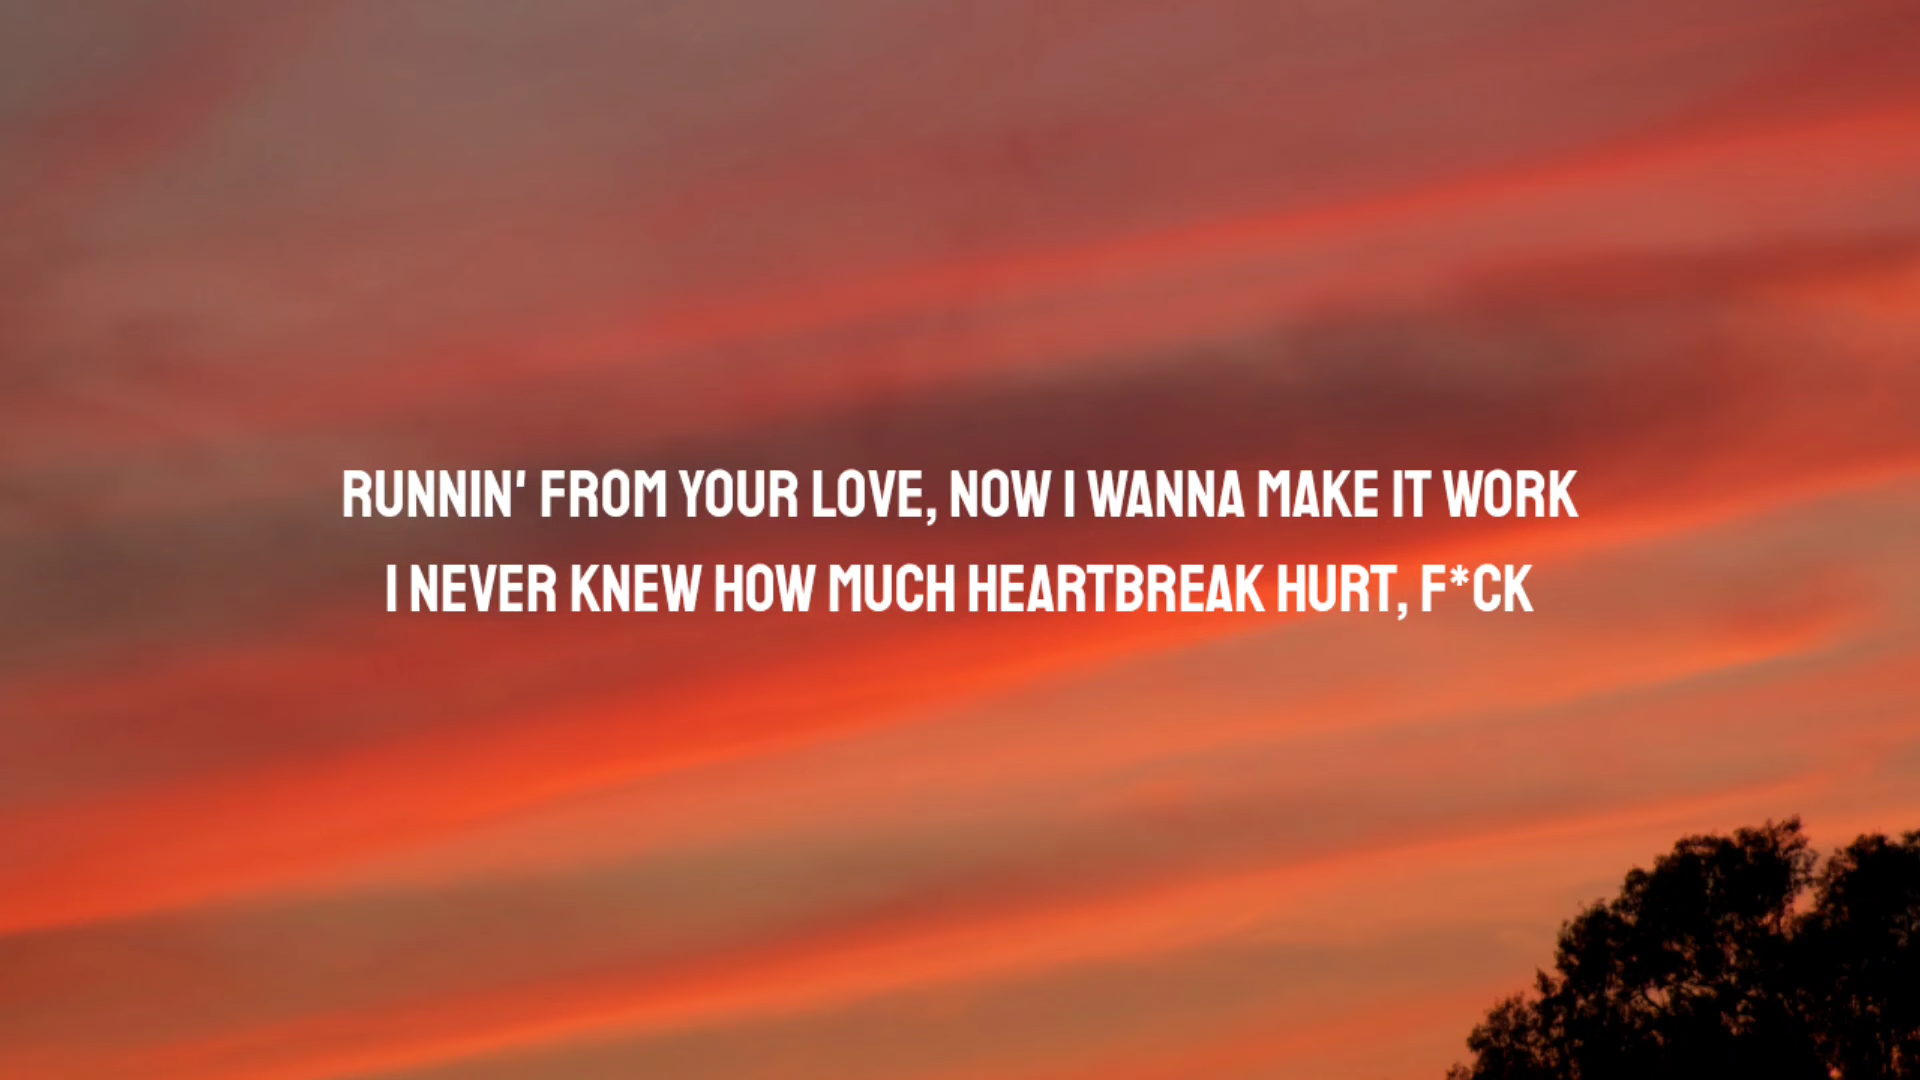 RUNNIN' FROM YOUR LOVE, NOW I WANNA MAKE IT WORK
I NEVER KNEW HOW MUCH HEARTBREAK HURT, F*CK